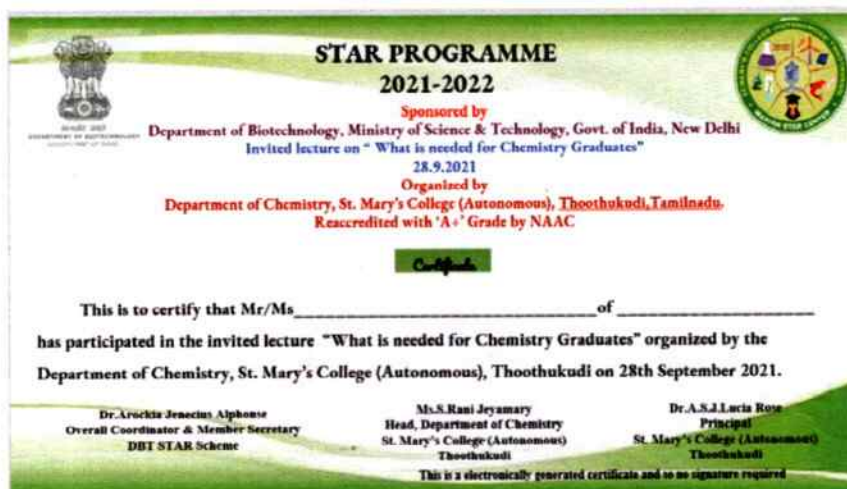 STAR PROGRAMME
2021-2022
Sponsored by
DEPARTMENT OF BIOTECHNOLOGY
Department of Biotechnology, Ministry of Science & Technology, Govt. of India, New Delhi
Invited lecture on " What is needed for Chemistry Graduates"
28.9.2021
Organized by
Department of Chemistry, St. Mary's College (Autonomous), Thoothukudi,Tamilnadu.
Reaccredited with 'A+' Grade by NAAC
Certificate
This is to certify that Mr/Ms______________________________of ____________________
has participated in the invited lecture "What is needed for Chemistry Graduates" organized by the
Department of Chemistry, St. Mary's College (Autonomous), Thoothukudi on 28th September 2021.
Dr.Arockia Jenecius Alphonse
Overall Coordinator & Member Secretary
DBT STAR Scheme
Ms.S.Rani Jeyamary
Head, Department of Chemistry
St. Mary's College (Autonomous)
Thoothukudi
Dr.A.S.J.Lucia Rose
Principal
St. Mary's College (Autonomous)
Thoothukudi
This is a electronically generated certificate and so no signature required